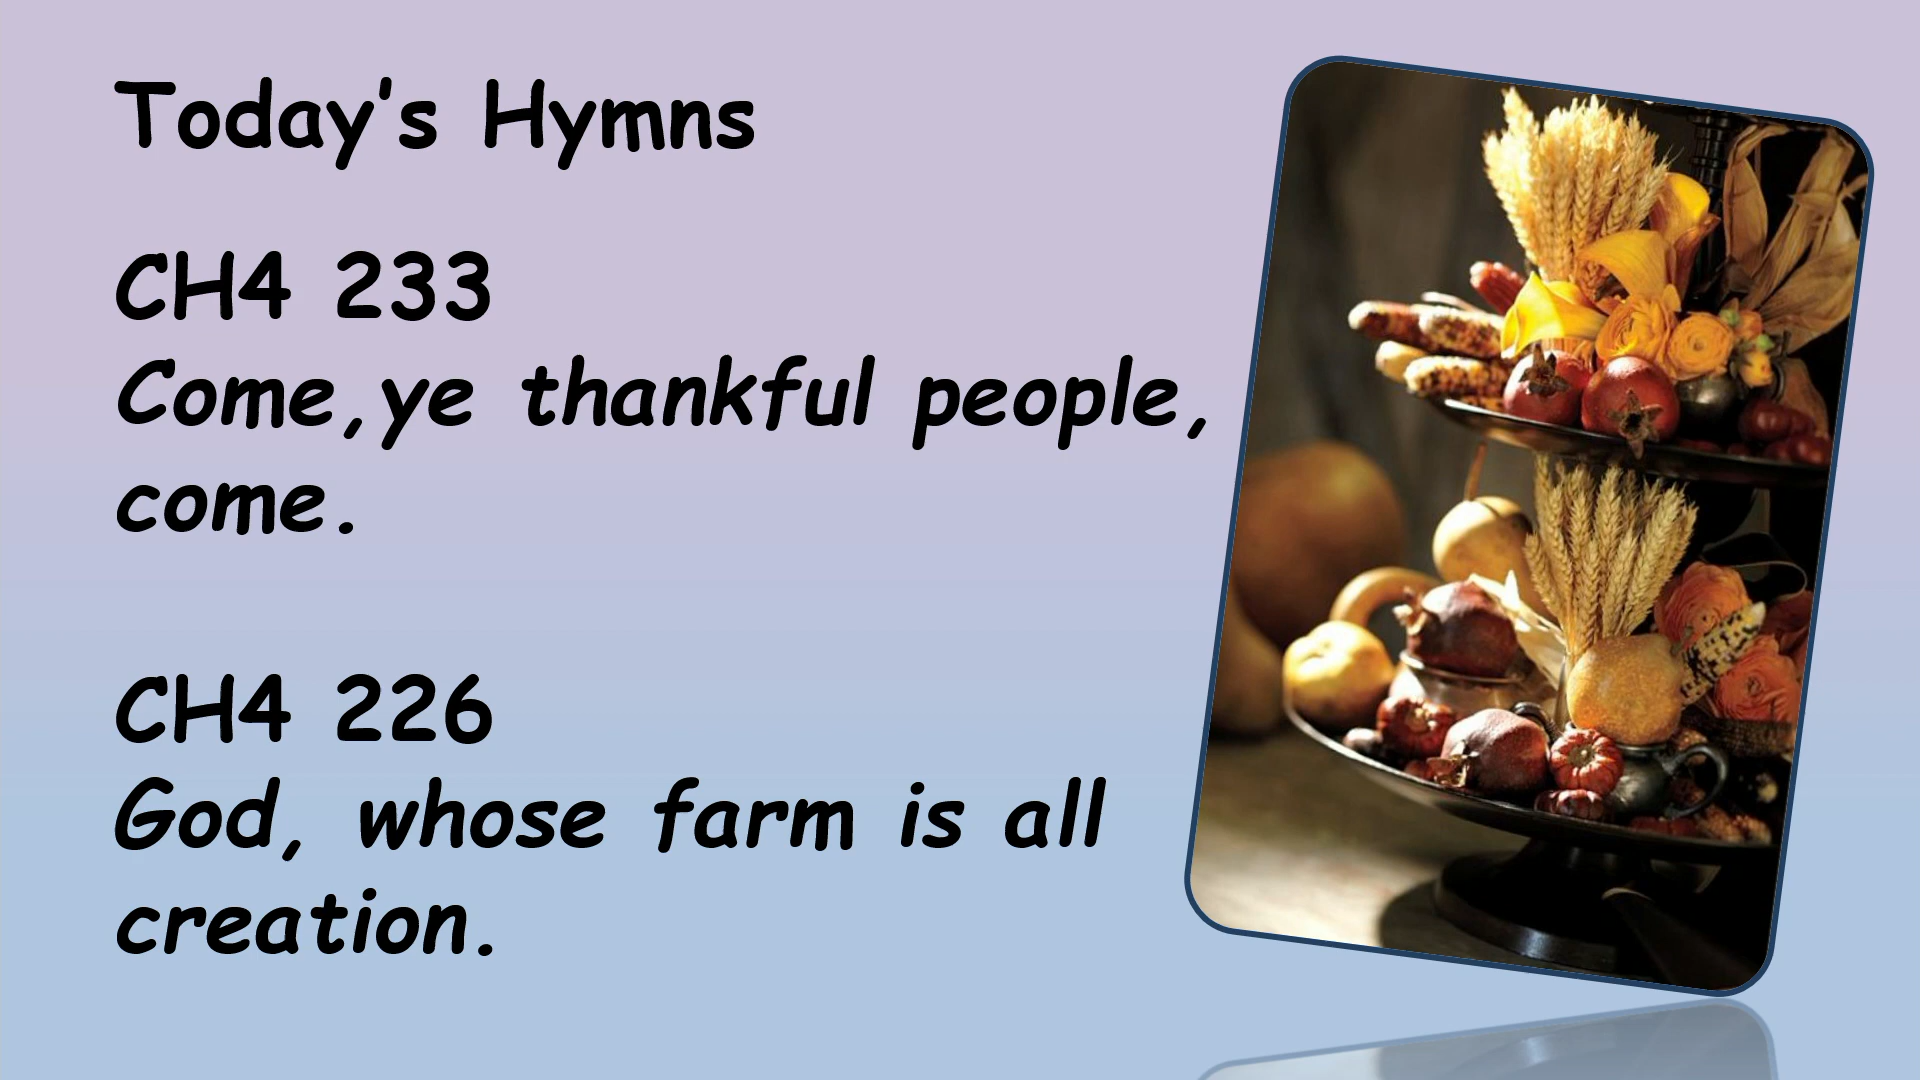 Today's Hymns
CH4 233
Come,ye thankful people,
come.
CH4 226
God, whose farm is all
creation.